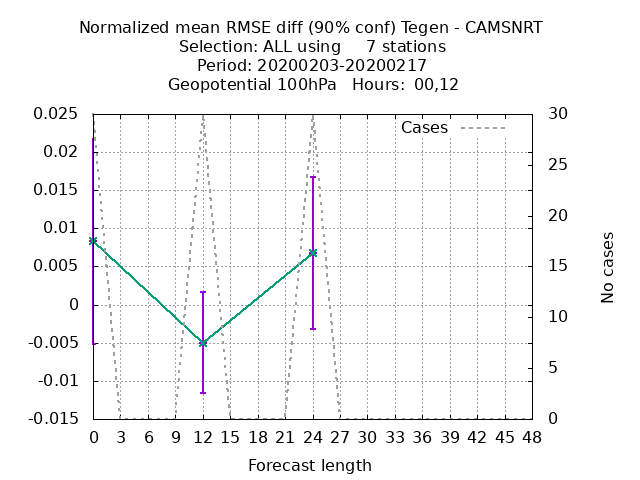 Normalized mean RMSE diff (90% conf) Tegen - CAMSNRT
Selection: ALL using     7 stations
Period: 20200203-20200217
Geopotential 100hPa   Hours: 00,12
0.025
0.02
0.015
0.01
0.005
0
-0.005
-0.01
-0.015
Cases
30
25
20
15
10
5
0
No cases
0 3 6 9 12 15 18 21 24 27 30 33 36 39 42 45 48
Forecast length